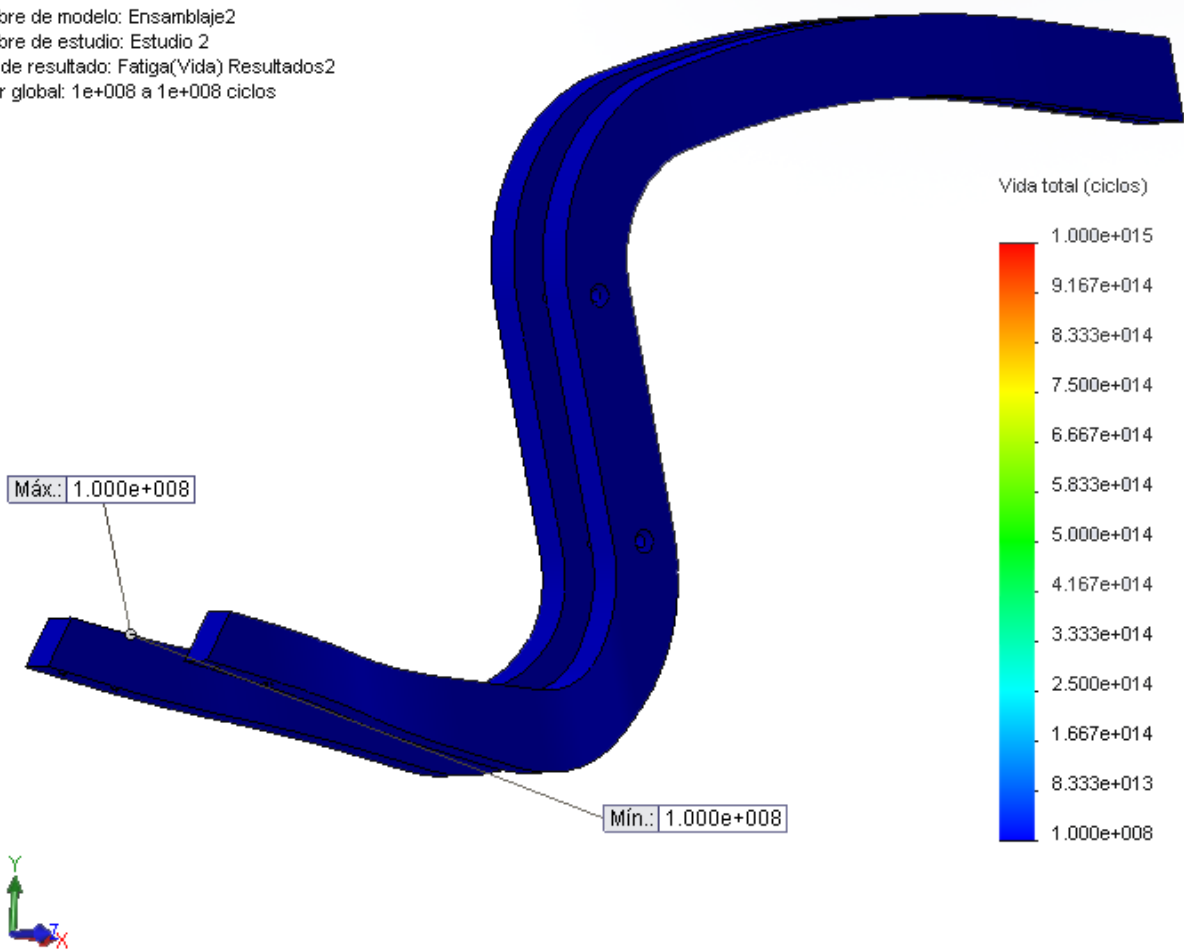 bre de modelo: Ensamblaje2
bre de estudio: Estudio 2
de resultado: Fatiga(Vida) Resultados2
r global: 1e+008 a 1e+008 ciclos
Vida total (ciclos)
1.000e+015
9.167e+014
8.333e+014
7.500e+014
6.667e+014
5.833e+014
5.000e+014
4.167e+014
3.333e+014
2.500e+014
1.667e+014
8.333e+013
1.000e+008
Máx.: 1.000e+008
Mín.: 1.000e+008
Y
Z
X